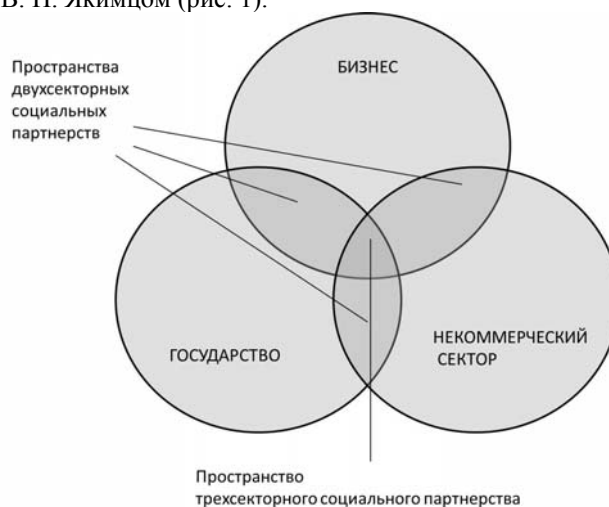 В. Н. Якимцом (рис. 1).
Пространства
двухсекторных
социальных
партнерств
БИЗНЕС
ГОСУДАРСТВО
НЕКОММЕРЧЕСКИЙ
СЕКТОР
Пространство
трехсекторного социального партнерства